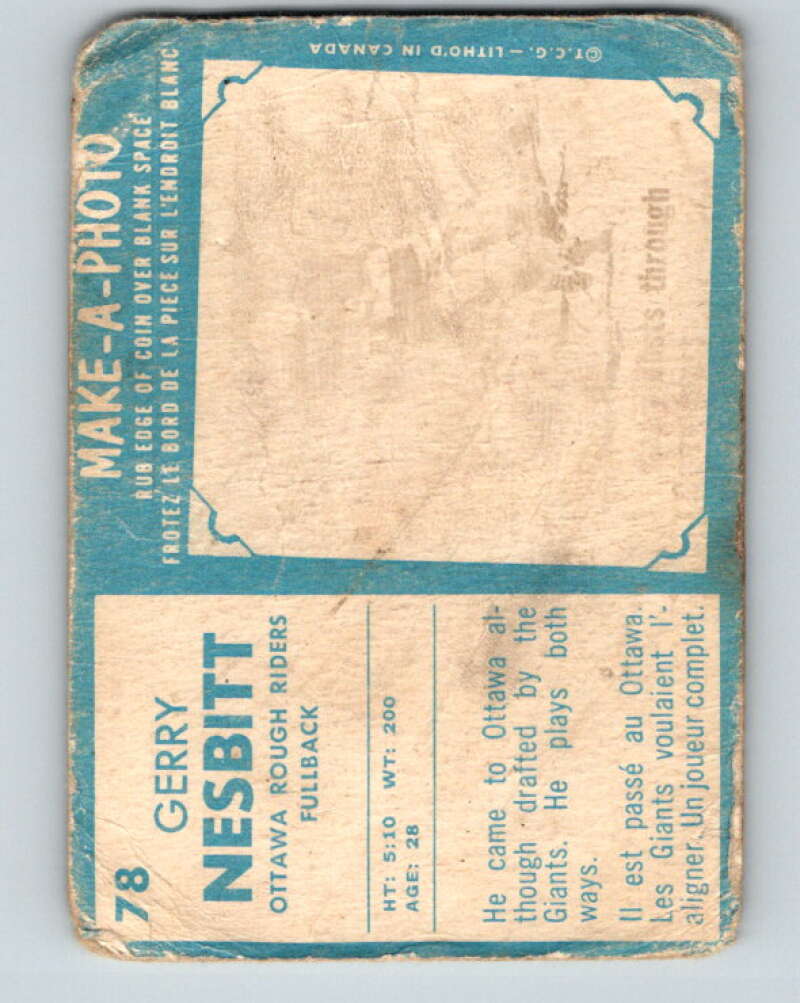 78
GERRY
NESBITT
OTTAWA ROUGH RIDERS
FULLBACK
HT: 5:10 WT: 200
AGE: 28
He came to Ottawa al-
though drafted by the
Giants. He plays both
ways.
Il est passé au Ottawa.
Les Giants voulaient l'-
aligner. Un joueur complet.
MAKE-A-PHOTO
RUB EDGE OF COIN OVER BLANK SPACE
FROTEZ LE BORD DE LA PIECE SUR L'ENDROIT BLANC
through
©T.C.G. — LITHO'D IN CANADA